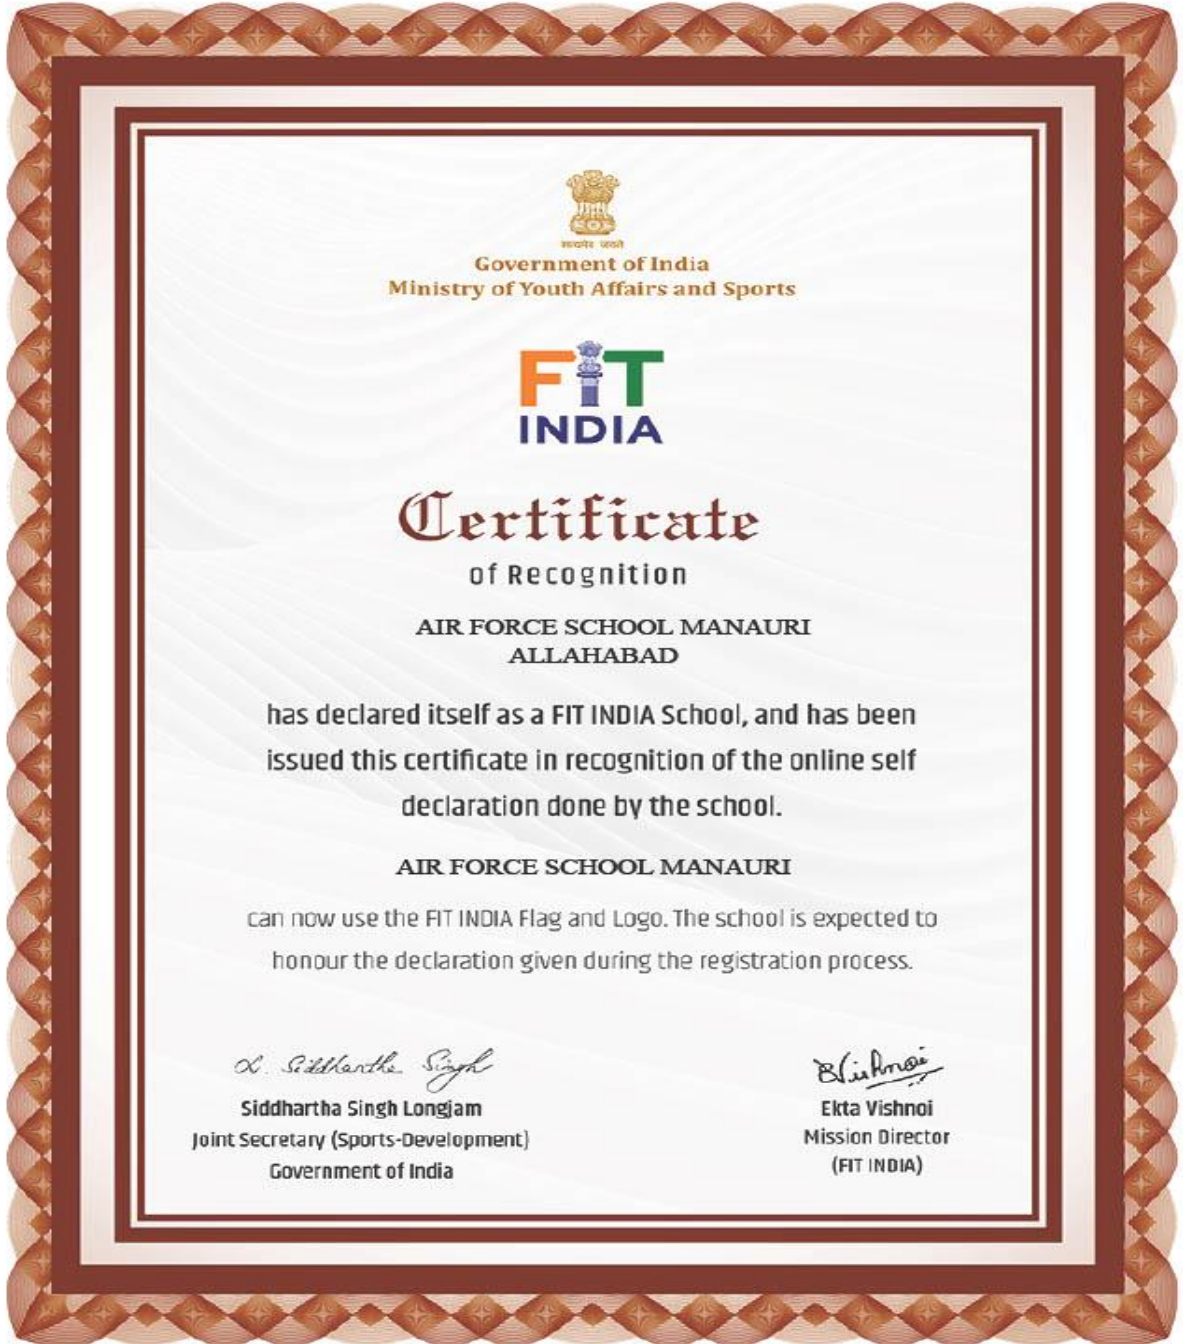 सत्यमेव जयते
Government of India
Ministry of Youth Affairs and Sports
FIT
INDIA
Certificate
of Recognition
AIR FORCE SCHOOL MANAURI
ALLAHABAD
has declared itself as a FIT INDIA School, and has been
issued this certificate in recognition of the online self
declaration done by the school.
AIR FORCE SCHOOL MANAURI
can now use the FIT INDIA Flag and Logo. The school is expected to
honour the declaration given during the registration process.
L. Siddhartha Singh
Vishnoi
Siddhartha Singh Longjam
Ekta Vishnoi
Joint Secretary (Sports-Development)
Mission Director
Government of India
(FIT INDIA)